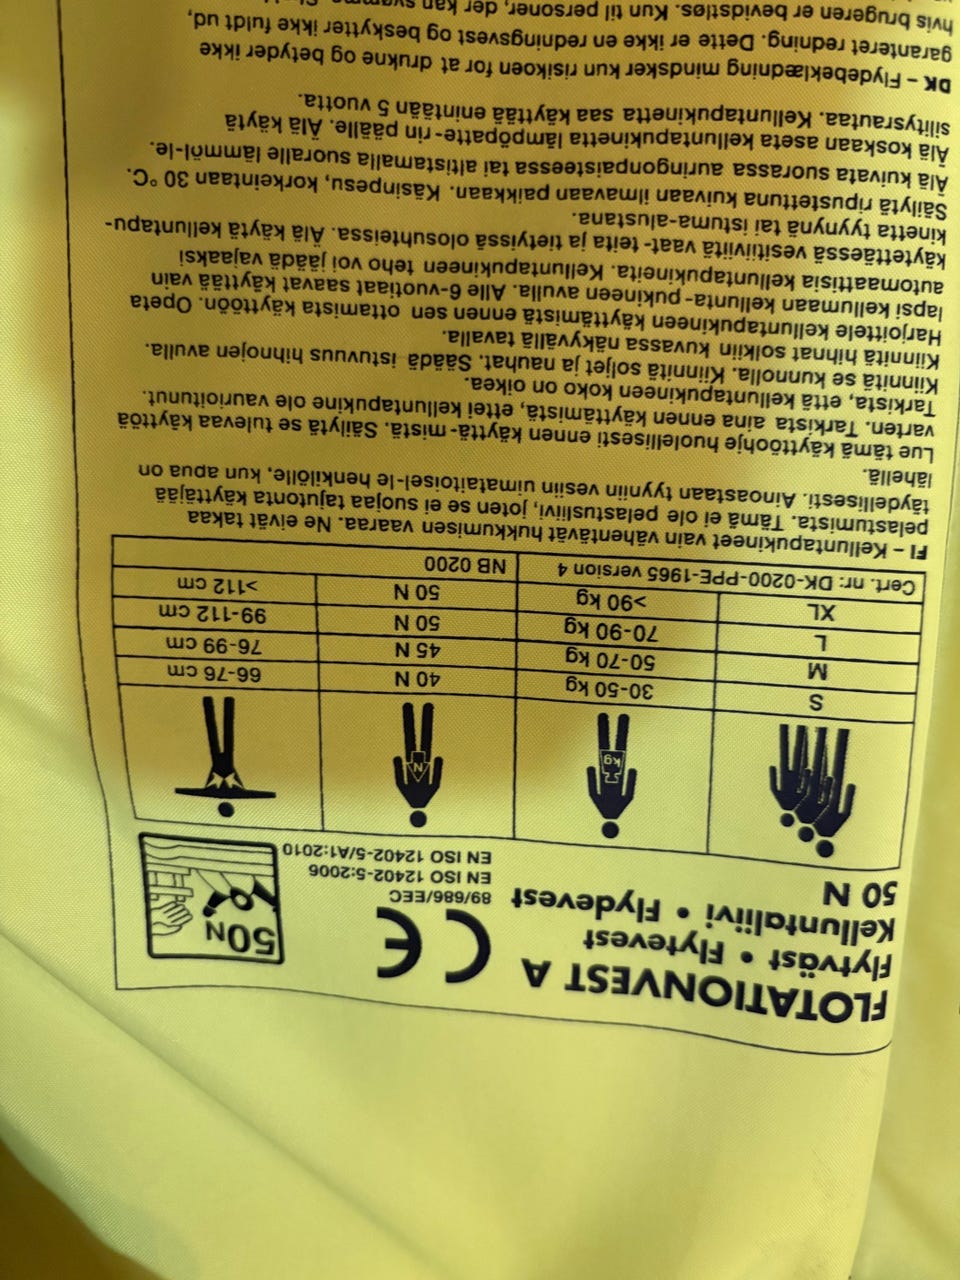 FLOTATIONVEST A
Flytväst • Flytevest
Kelluntaliivi • Flydevest
50 N
CE
89/686/EEC
EN ISO 12402-5:2006
EN ISO 12402-5/A1:2010
50N
kg
N
S 30-50 kg 40 N 66-76 cm
M 50-70 kg 45 N 76-99 cm
L 70-90 kg 50 N 99-112 cm
XL >90 kg 50 N >112 cm
Cert. nr: DK-0200-PPE-1965 version 4 NB 0200
FI – Kelluntapukineet vain vähentävät hukkumisen vaaraa. Ne eivät takaa
pelastumista. Tämä ei ole pelastusliivi, joten se ei suojaa tajutonta käyttäjää
täydellisesti. Ainoastaan tyyniin vesiin uimataitoisel-le henkilölle, kun apua on
lähellä.
Lue tämä käyttöohje huolellisesti ennen käyttä-mistä. Säilytä se tulevaa käyttöä
varten. Tarkista aina ennen käyttämistä, ettei kelluntapukine ole vaurioitunut.
Tarkista, että kelluntapukineen koko on oikea.
Kiinnitä se kunnolla. Kiinnitä soljet ja nauhat. Säädä istuvuus hihnojen avulla.
Kiinnitä hihnat solkiin kuvassa näkyvällä tavalla.
Harjoittele kelluntapukineen käyttämistä ennen sen ottamista käyttöön. Opeta
lapsi kellumaan kellunta- pukineen avulla. Alle 6-vuotiaat saavat käyttää vain
automaattisia kelluntapukineita. Kelluntapukineen teho voi jäädä vajaaksi
käytettäessä vesitiiviitä vaat- teita ja tietyissä olosuhteissa. Älä käytä kelluntapu-
kinetta tyynynä tai istuma-alustana.
Säilytä ripustettuna kuivaan ilmavaan paikkaan. Käsinpesu, korkeintaan 30 °C.
Älä kuivata suorassa auringonpaisteessa tai altistamalla suoralle lämmöl-le.
Älä koskaan aseta kelluntapukinetta lämpöpatte-rin päälle. Älä käytä
silitysrautaa. Kelluntapukinetta saa käyttää enintään 5 vuotta.
DK – Flydebeklædning mindsker kun risikoen for at drukne og betyder ikke
garanteret redning. Dette er ikke en redningsvest og beskytter ikke fuldt ud,
hvis brugeren er bevidstløs. Kun til personer, der kan svømme.